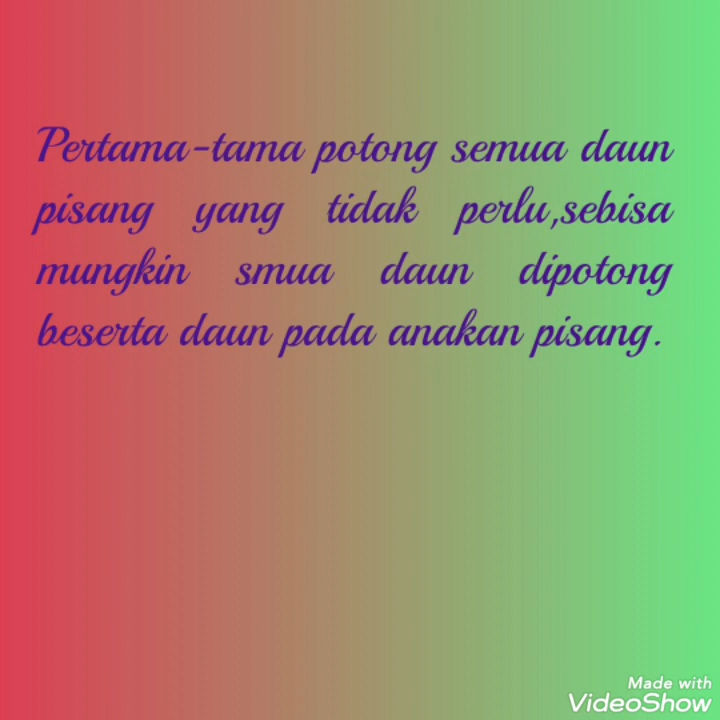 Pertama-tama potong semua daun
pisang yang tidak perlu,sebisa
mungkin smua daun dipotong
beserta daun pada anakan pisang.
Made with
VideoShow